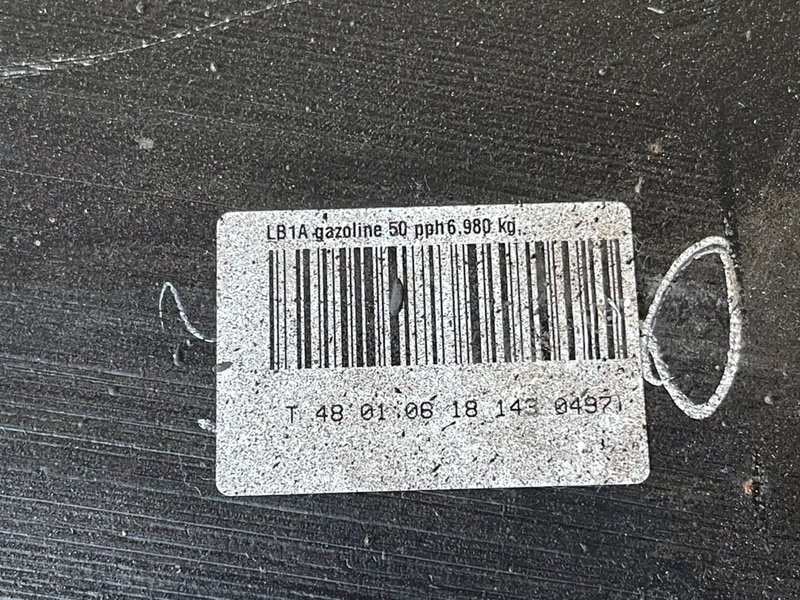 LB1A gazoline 50 pph6,980 kg,
T 48 01:06 18 143 0497